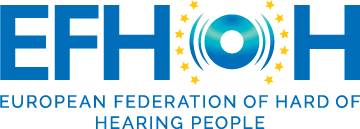 EFHOH
EUROPEAN FEDERATION OF HARD OF
HEARING PEOPLE